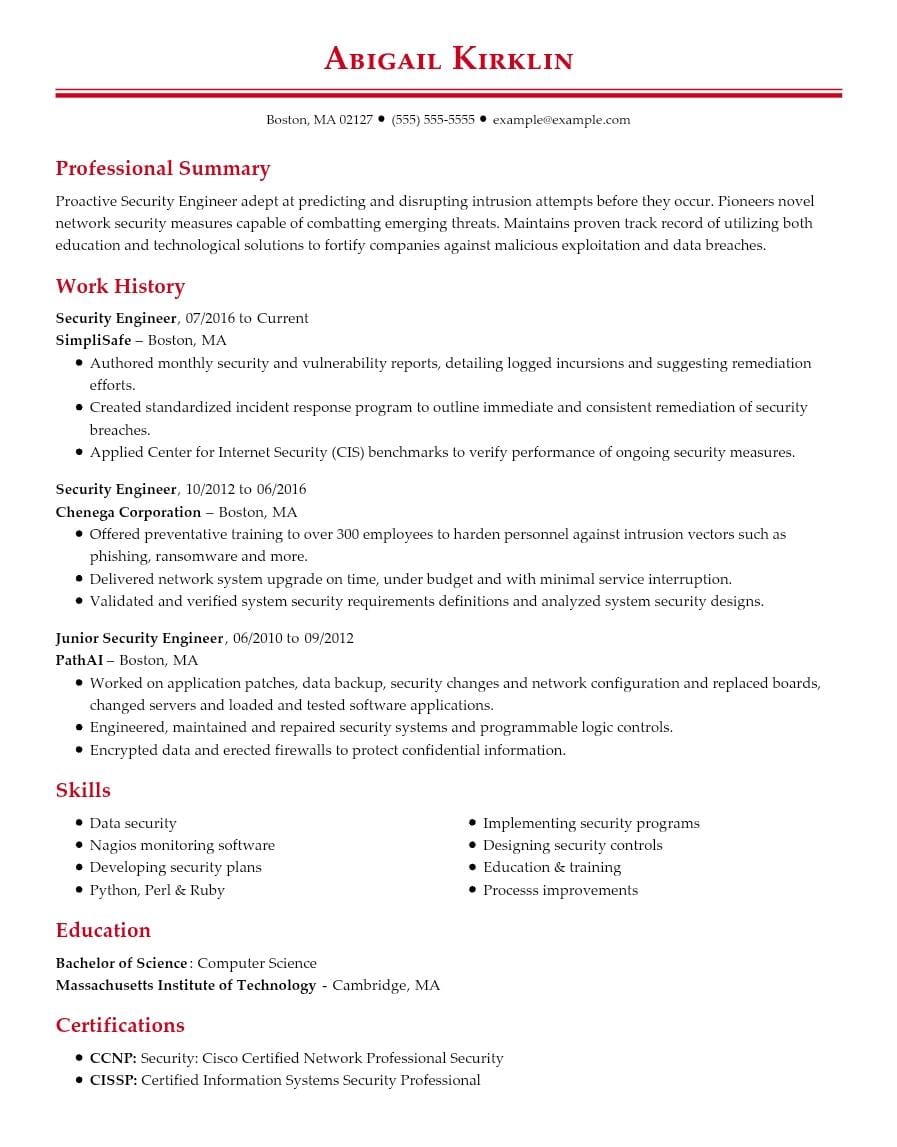 Abigail Kirklin
Boston, MA 02127 ● (555) 555-5555 ● example@example.com
Professional Summary
Proactive Security Engineer adept at predicting and disrupting intrusion attempts before they occur. Pioneers novel
network security measures capable of combatting emerging threats. Maintains proven track record of utilizing both
education and technological solutions to fortify companies against malicious exploitation and data breaches.
Work History
Security Engineer, 07/2016 to Current
SimpliSafe – Boston, MA
● Authored monthly security and vulnerability reports, detailing logged incursions and suggesting remediation
efforts.
● Created standardized incident response program to outline immediate and consistent remediation of security
breaches.
● Applied Center for Internet Security (CIS) benchmarks to verify performance of ongoing security measures.
Security Engineer, 10/2012 to 06/2016
Chenega Corporation – Boston, MA
● Offered preventative training to over 300 employees to harden personnel against intrusion vectors such as
phishing, ransomware and more.
● Delivered network system upgrade on time, under budget and with minimal service interruption.
● Validated and verified system security requirements definitions and analyzed system security designs.
Junior Security Engineer, 06/2010 to 09/2012
PathAI – Boston, MA
● Worked on application patches, data backup, security changes and network configuration and replaced boards,
changed servers and loaded and tested software applications.
● Engineered, maintained and repaired security systems and programmable logic controls.
● Encrypted data and erected firewalls to protect confidential information.
Skills
● Data security
● Nagios monitoring software
● Developing security plans
● Python, Perl & Ruby
● Implementing security programs
● Designing security controls
● Education & training
● Processs improvements
Education
Bachelor of Science: Computer Science
Massachusetts Institute of Technology - Cambridge, MA
Certifications
● CCNP: Security: Cisco Certified Network Professional Security
● CISSP: Certified Information Systems Security Professional